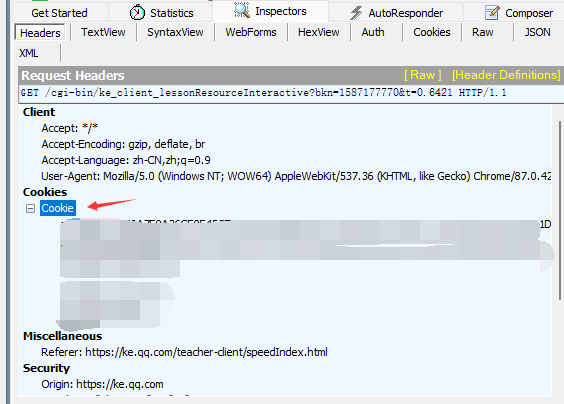 Get Started
Statistics
Inspectors
AutoResponder
Composer
Headers
TextView
SyntaxView
WebForms
HexView
Auth
Cookies
Raw
JSON
XML
Request Headers
[ Raw ] [Header Definitions]
GET /cgi-bin/ke_client_lessonResourceInteractive?bkn=1587177770&t=0.6421 HTTP/1.1
Client
Accept: */*
Accept-Encoding: gzip, deflate, br
Accept-Language: zh-CN,zh;q=0.9
User-Agent: Mozilla/5.0 (Windows NT; WOW64) AppleWebKit/537.36 (KHTML, like Gecko) Chrome/87.0.42
Cookies
Cookie
1D
Miscellaneous
Referer: https://ke.qq.com/teacher-client/speedIndex.html
Security
Origin: https://ke.qq.com